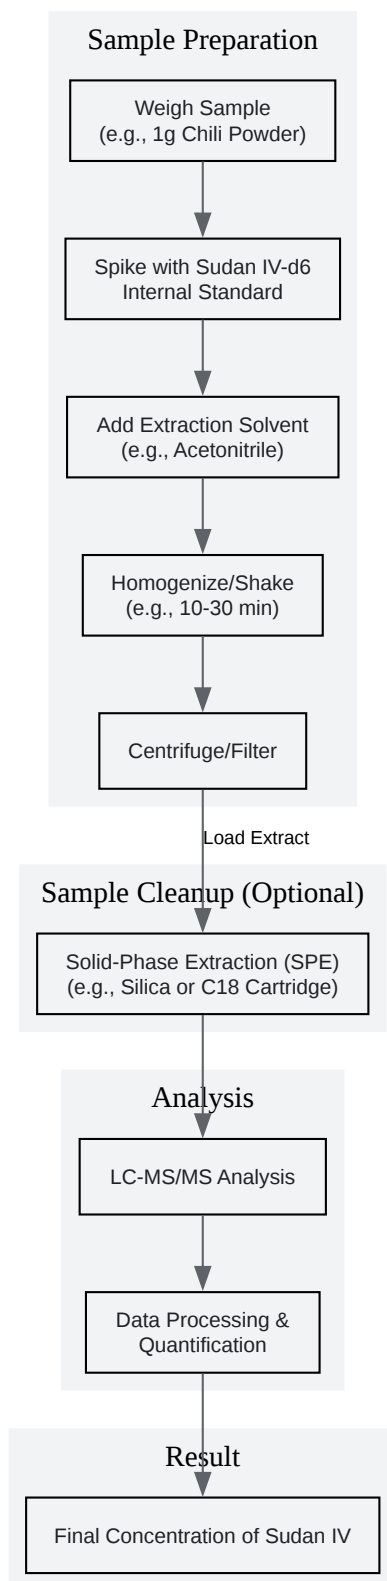 Sample Preparation
Weigh Sample
(e.g., 1g Chili Powder)
Spike with Sudan IV-d6
Internal Standard
Add Extraction Solvent
(e.g., Acetonitrile)
Homogenize/Shake
(e.g., 10-30 min)
Centrifuge/Filter
Load Extract
Sample Cleanup (Optional)
Solid-Phase Extraction (SPE)
(e.g., Silica or C18 Cartridge)
Analysis
LC-MS/MS Analysis
Data Processing &
Quantification
Result
Final Concentration of Sudan IV